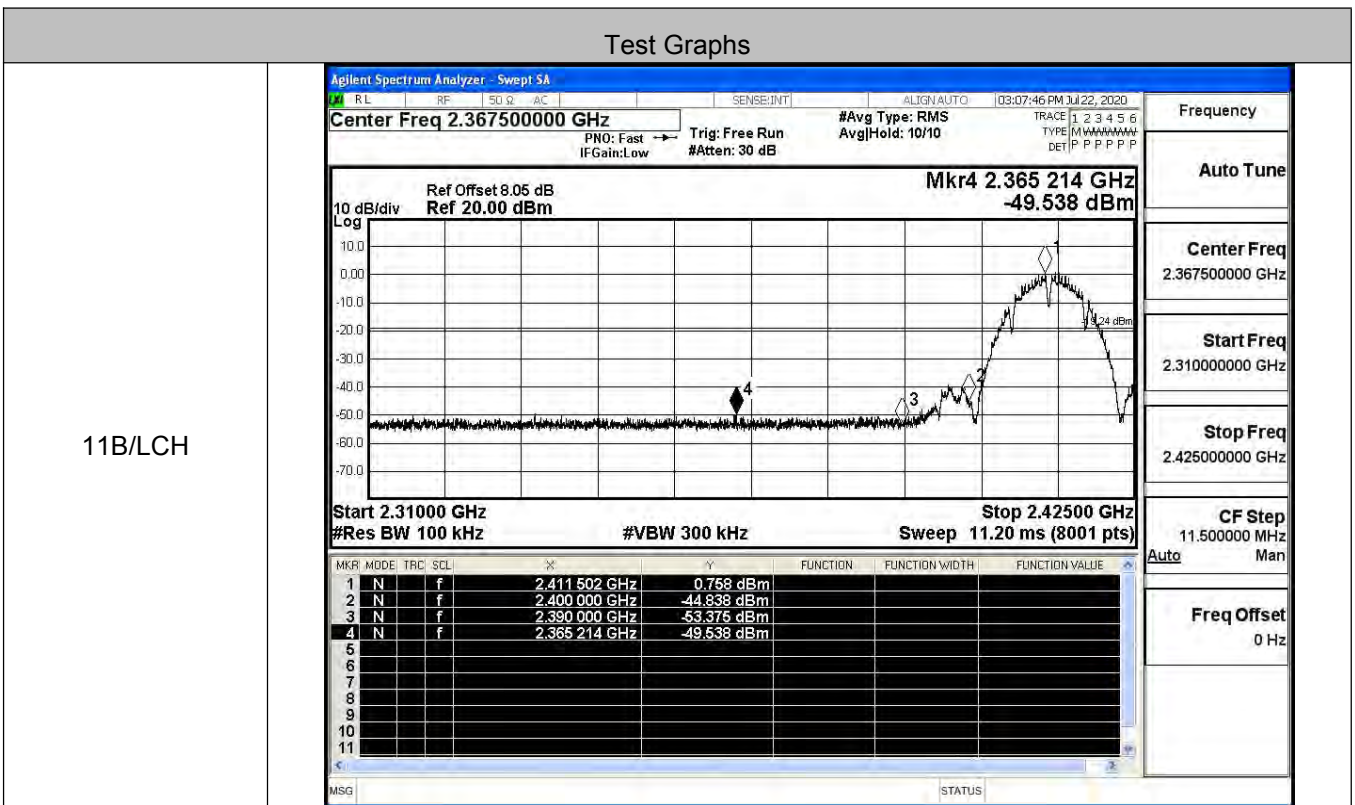 Test Graphs
11B/LCH
Agilent Spectrum Analyzer - Swept SA
RL RF 50 Ω AC SENSE:INT ALIGN AUTO 03:07:46 PM Jul 22, 2020
Center Freq 2.367500000 GHz
PNO: Fast
IFGain:Low
Trig: Free Run
#Atten: 30 dB
#Avg Type: RMS
Avg|Hold: 10/10
TRACE 1 2 3 4 5 6
TYPE MWWWWW
DET P P P P P P
Mkr4 2.365 214 GHz
-49.538 dBm
Ref Offset 8.05 dB
10 dB/div Ref 20.00 dBm
Log
10.0
0.00
-10.0
-20.0
-30.0
-40.0
-50.0
-60.0
-70.0
1
2
3
4
Start 2.31000 GHz Stop 2.42500 GHz
#Res BW 100 kHz #VBW 300 kHz Sweep 11.20 ms (8001 pts)
MKR MODE TRC SCL X Y FUNCTION FUNCTION WIDTH FUNCTION VALUE
1 N f 2.411 502 GHz 0.758 dBm
2 N f 2.400 000 GHz -44.838 dBm
3 N f 2.390 000 GHz -53.375 dBm
4 N f 2.365 214 GHz -49.538 dBm
5
6
7
8
9
10
11
MSG STATUS
Frequency
Auto Tune
Center Freq
2.367500000 GHz
Start Freq
2.310000000 GHz
Stop Freq
2.425000000 GHz
CF Step
11.500000 MHz
Auto Man
Freq Offset
0 Hz